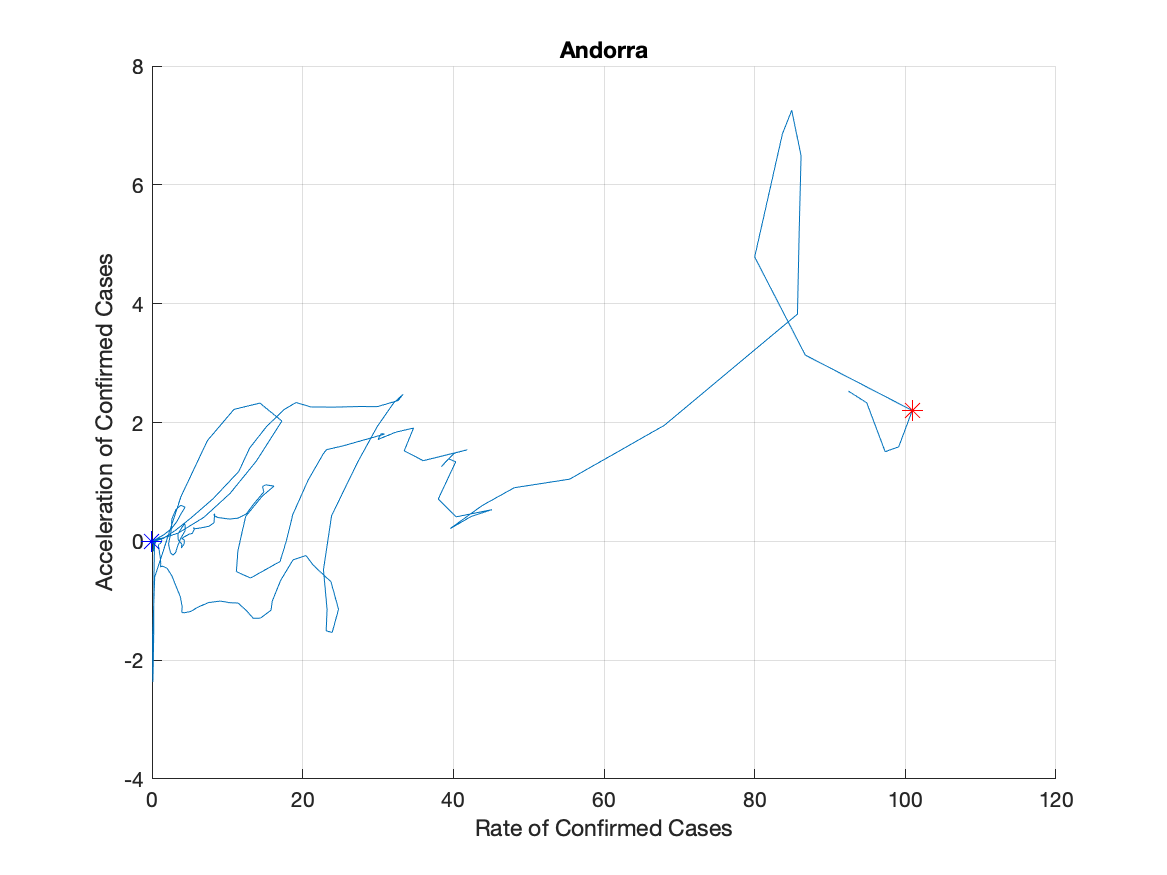 Andorra
8
6
4
2
0
-2
-4
0 20 40 60 80 100 120
Acceleration of Confirmed Cases
Rate of Confirmed Cases